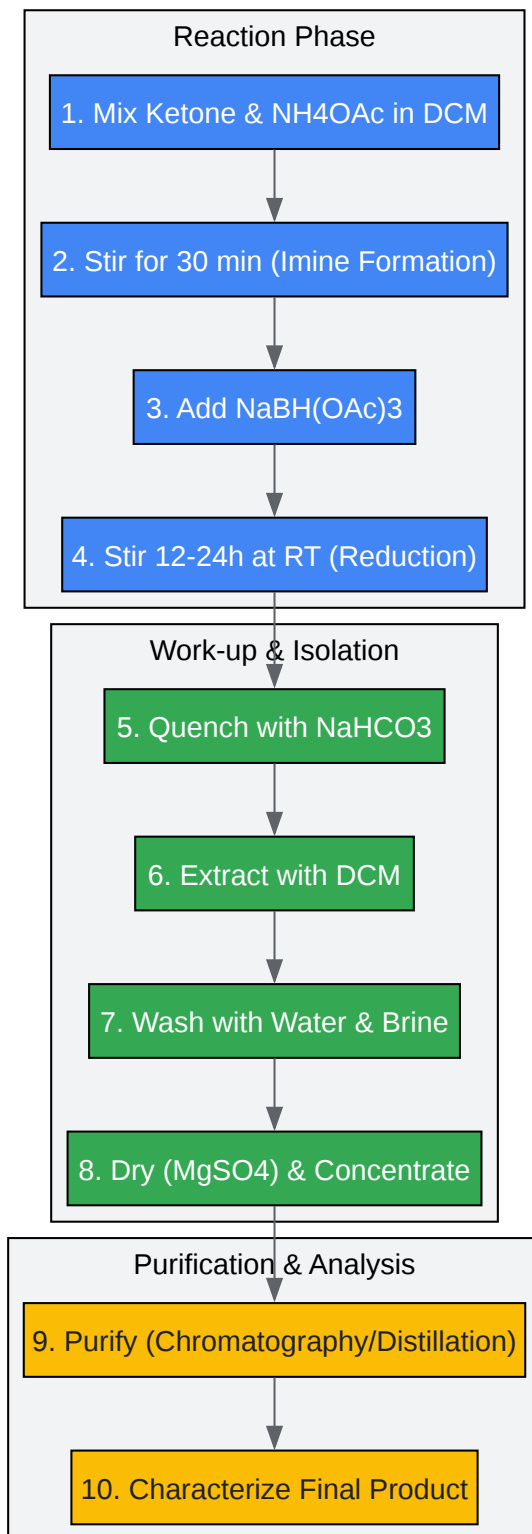 Reaction Phase
1. Mix Ketone & NH4OAc in DCM
2. Stir for 30 min (Imine Formation)
3. Add NaBH(OAc)3
4. Stir 12-24h at RT (Reduction)
Work-up & Isolation
5. Quench with NaHCO3
6. Extract with DCM
7. Wash with Water & Brine
8. Dry (MgSO4) & Concentrate
Purification & Analysis
9. Purify (Chromatography/Distillation)
10. Characterize Final Product